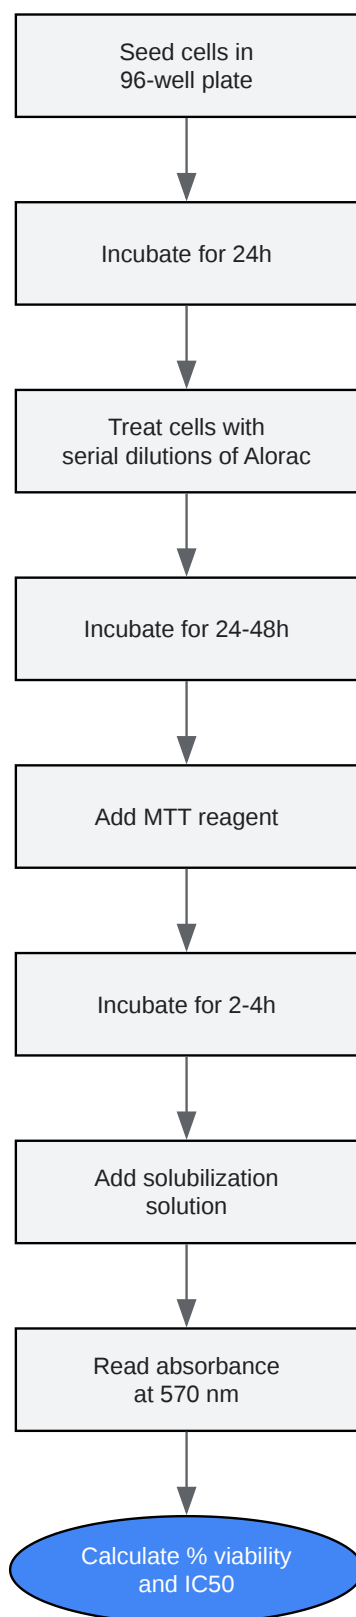 Seed cells in
96-well plate
Incubate for 24h
Treat cells with
serial dilutions of Alorac
Incubate for 24-48h
Add MTT reagent
Incubate for 2-4h
Add solubilization
solution
Read absorbance
at 570 nm
Calculate % viability
and IC50